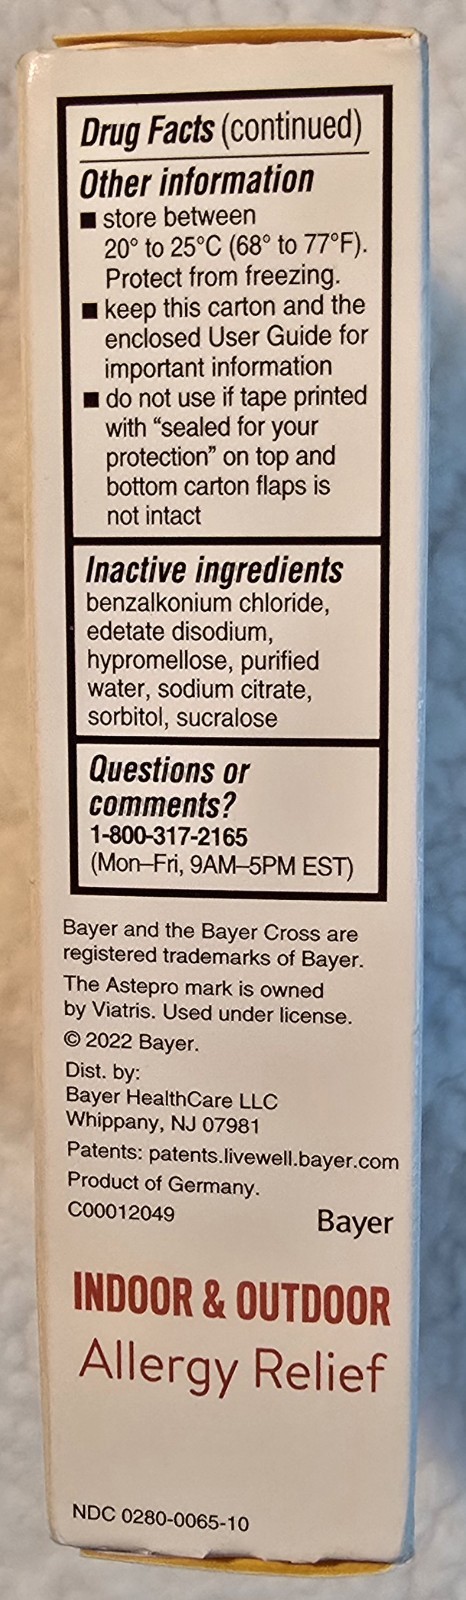 Drug Facts (continued)
Other information
■ store between
20° to 25°C (68° to 77°F).
Protect from freezing.
■ keep this carton and the
enclosed User Guide for
important information
■ do not use if tape printed
with “sealed for your
protection” on top and
bottom carton flaps is
not intact
Inactive ingredients
benzalkonium chloride,
edetate disodium,
hypromellose, purified
water, sodium citrate,
sorbitol, sucralose
Questions or
comments?
1-800-317-2165
(Mon–Fri, 9AM–5PM EST)
Bayer and the Bayer Cross are
registered trademarks of Bayer.
The Astepro mark is owned
by Viatris. Used under license.
© 2022 Bayer.
Dist. by:
Bayer HealthCare LLC
Whippany, NJ 07981
Patents: patents.livewell.bayer.com
Product of Germany.
C00012049
Bayer
INDOOR & OUTDOOR
Allergy Relief
NDC 0280-0065-10